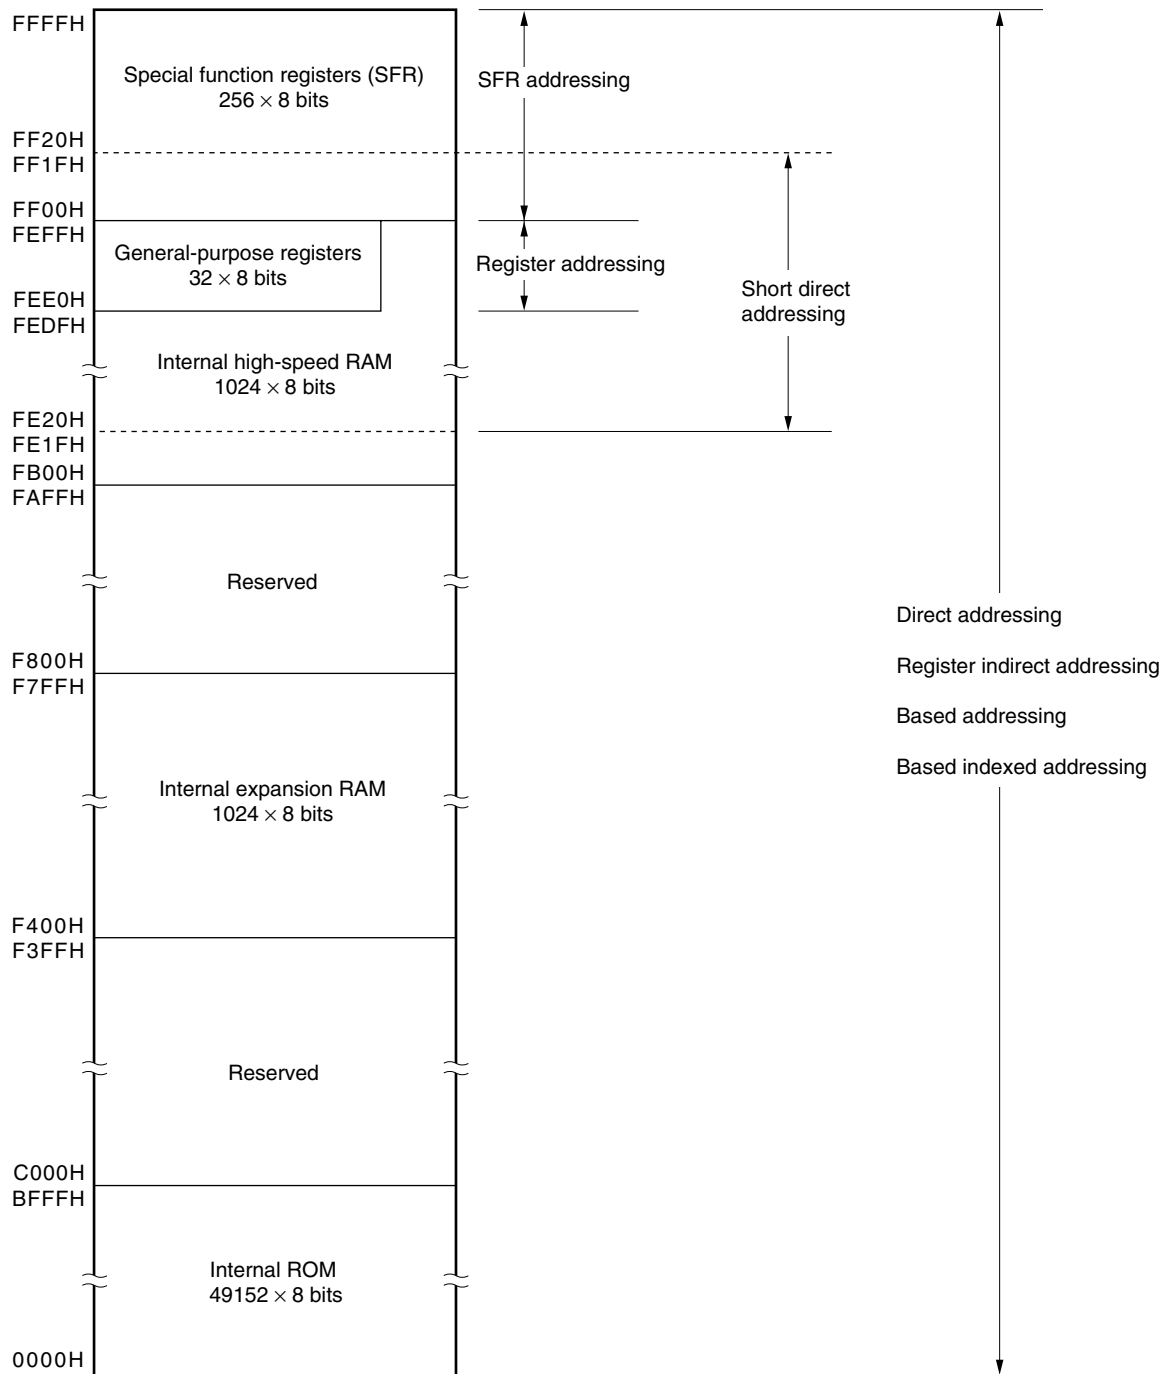 FFFFH
Special function registers (SFR)
256 × 8 bits
SFR addressing
FF20H
FF1FH
FF00H
FEFFH
General-purpose registers
32 × 8 bits
Register addressing
Short direct
addressing
FEE0H
FEDFH
Internal high-speed RAM
1024 × 8 bits
FE20H
FE1FH
FB00H
FAFFH
Reserved
Direct addressing
Register indirect addressing
Based addressing
Based indexed addressing
F800H
F7FFH
Internal expansion RAM
1024 × 8 bits
F400H
F3FFH
Reserved
C000H
BFFFH
Internal ROM
49152 × 8 bits
0000H